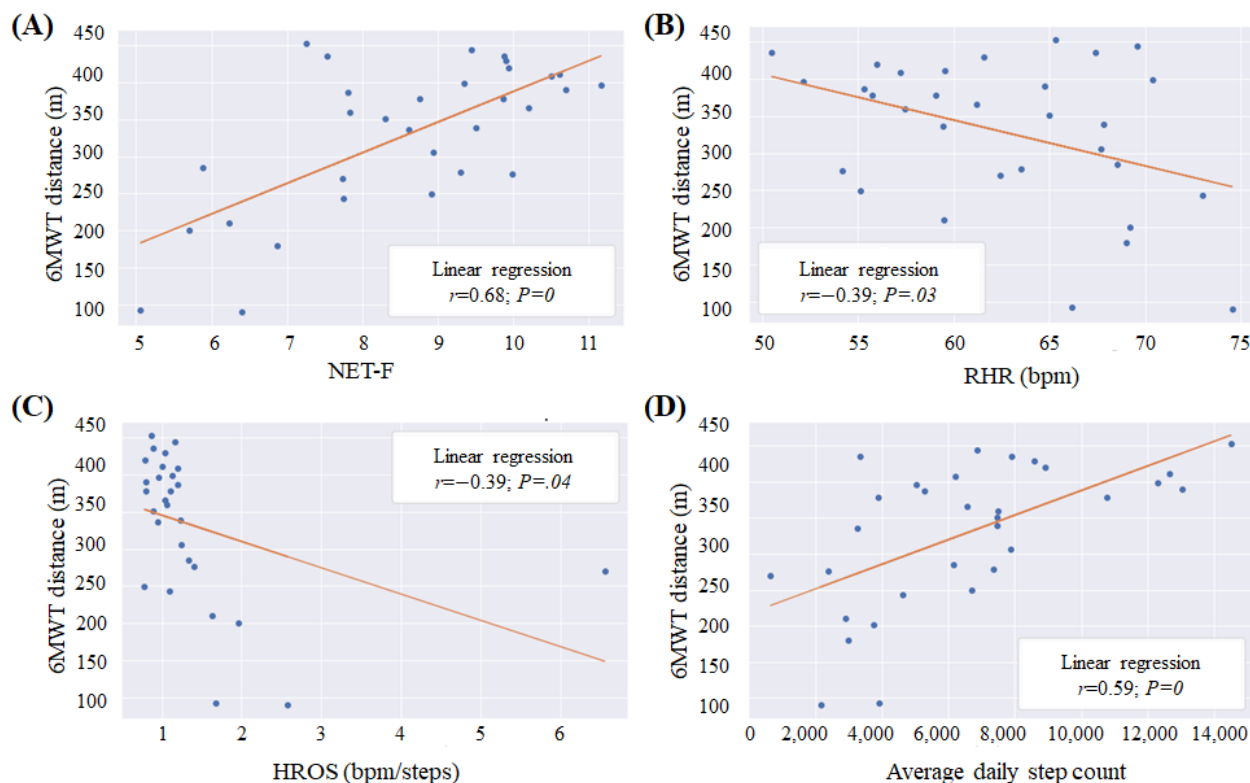 (A)
6MWT distance (m)
450
400
350
300
250
200
150
100
Linear regression
r=0.68; P=0
5 6 7 8 9 10 11
NET-F
(B)
6MWT distance (m)
450
400
350
300
250
200
150
100
Linear regression
r=−0.39; P=.03
50 55 60 65 70 75
RHR (bpm)
(C)
6MWT distance (m)
450
400
350
300
250
200
150
100
Linear regression
r=−0.39; P=.04
1 2 3 4 5 6
HROS (bpm/steps)
(D)
6MWT distance (m)
450
400
350
300
250
200
150
100
Linear regression
r=0.59; P=0
0 2,000 4,000 6,000 8,000 10,000 12,000 14,000
Average daily step count